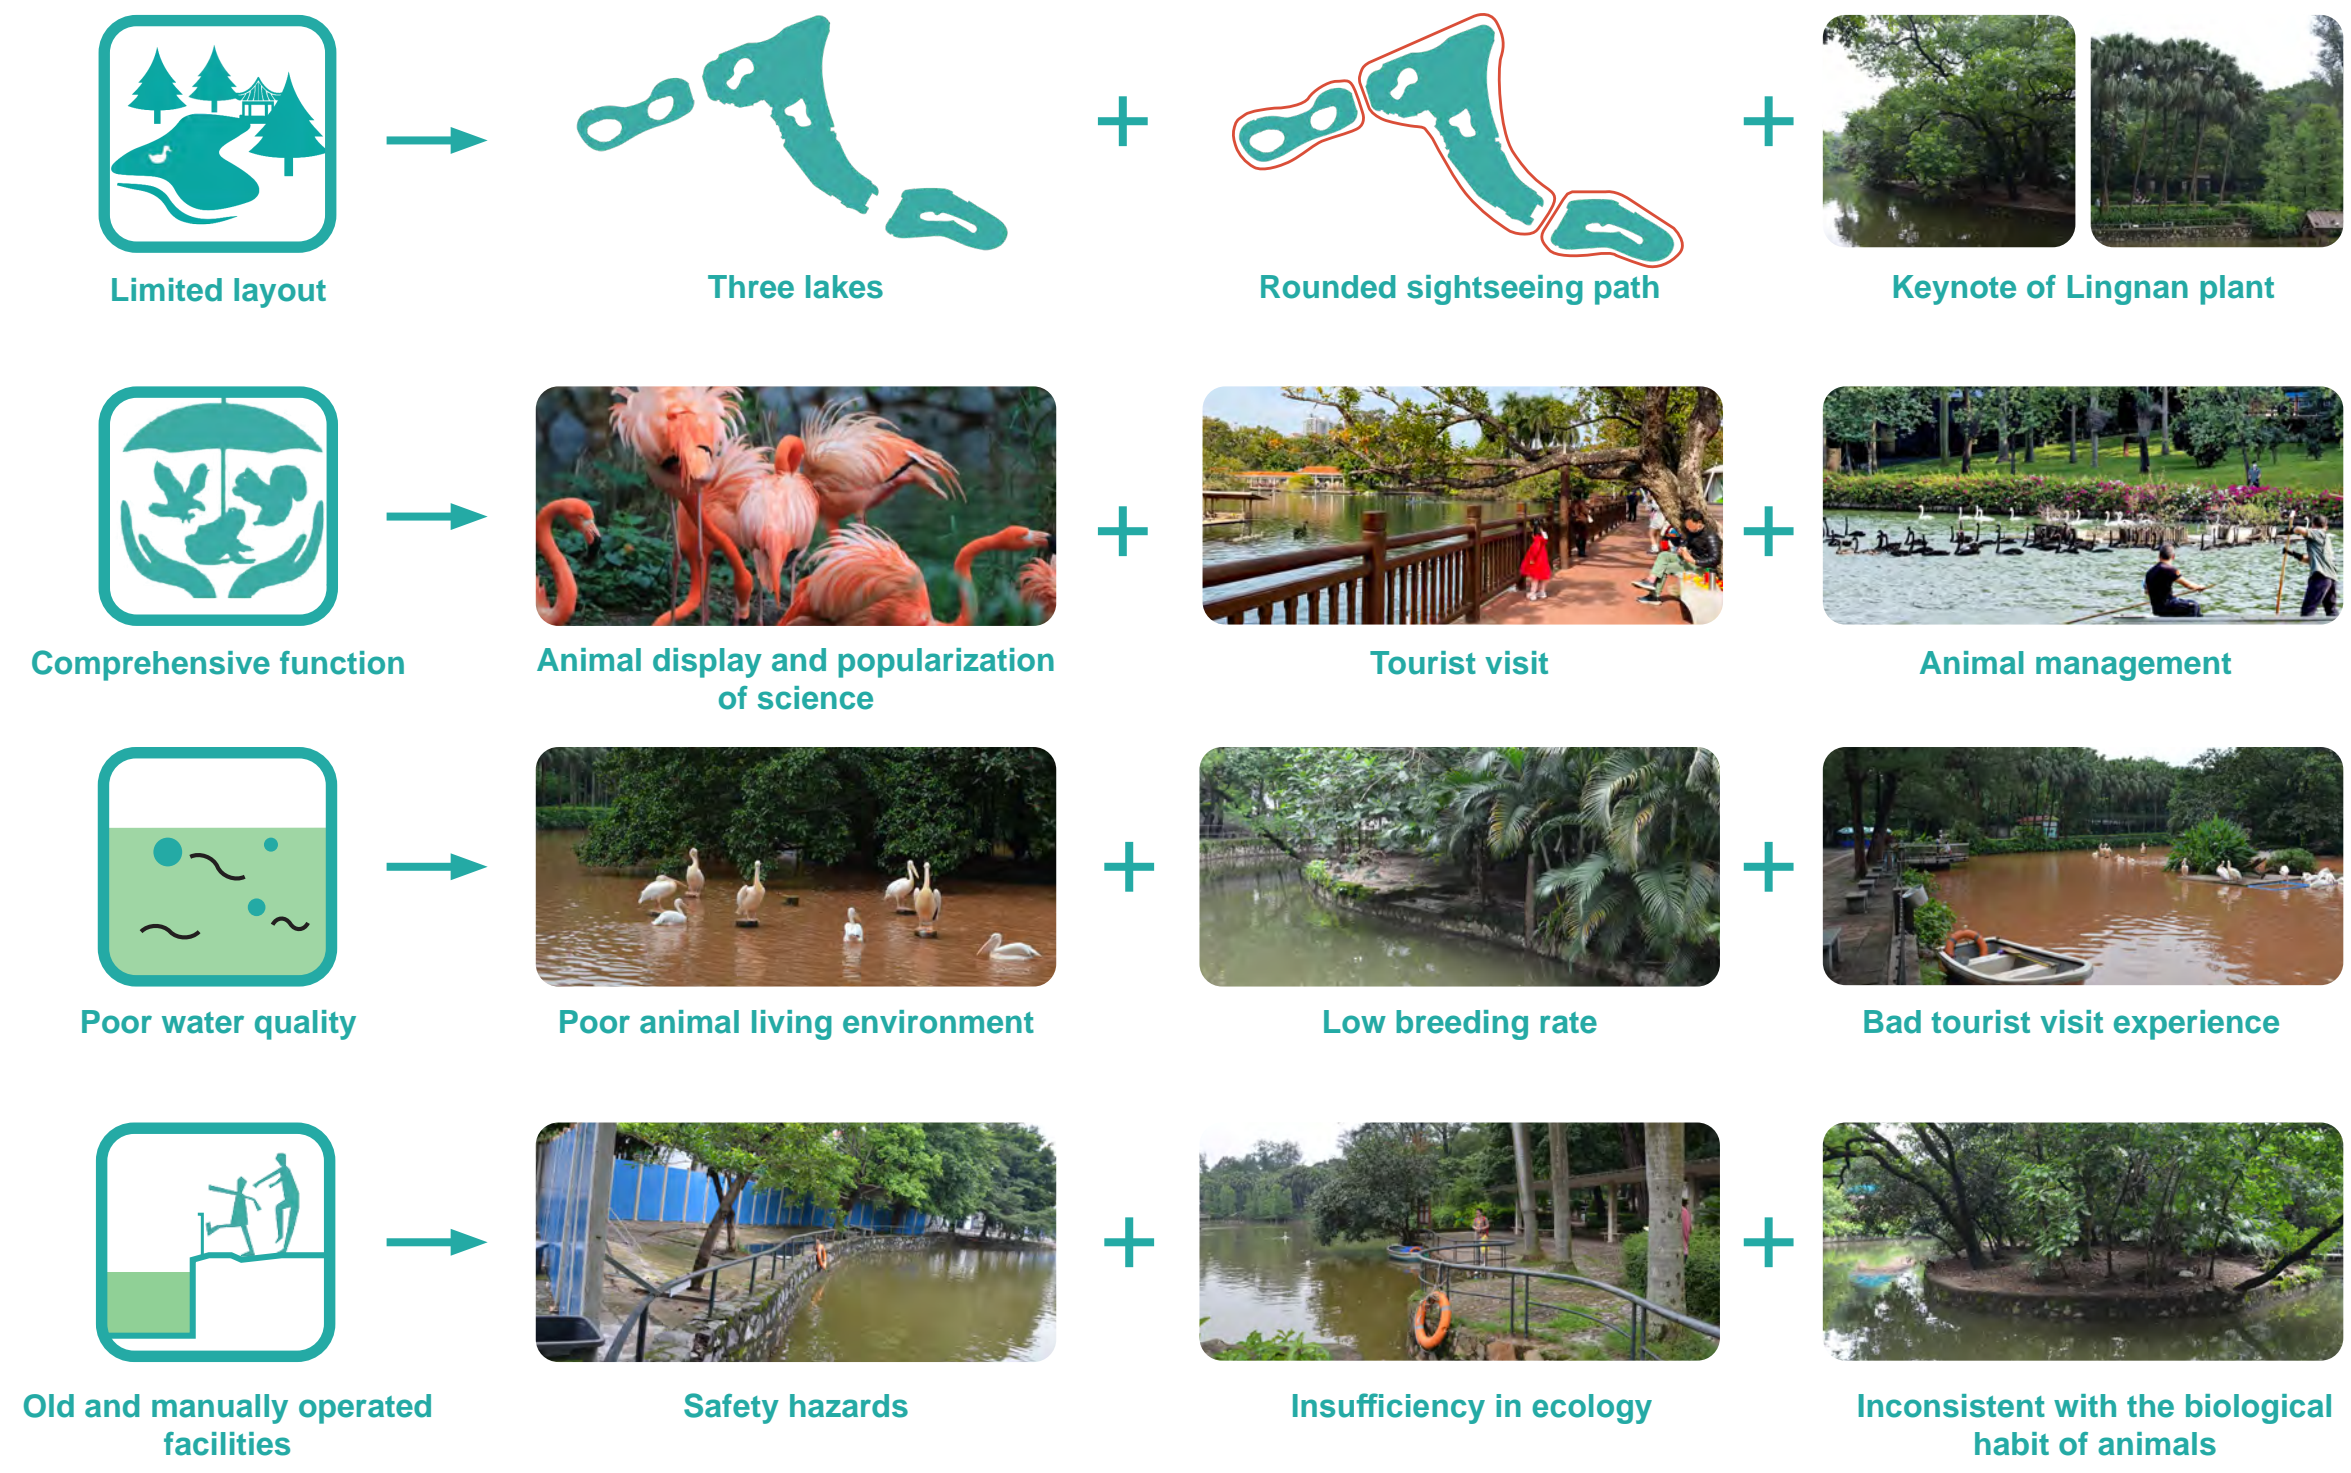 Limited layout
Three lakes
Rounded sightseeing path
Keynote of Lingnan plant
Comprehensive function
Animal display and popularization
of science
Tourist visit
Animal management
Poor water quality
Poor animal living environment
Low breeding rate
Bad tourist visit experience
Old and manually operated
facilities
Safety hazards
Insufficiency in ecology
Inconsistent with the biological
habit of animals